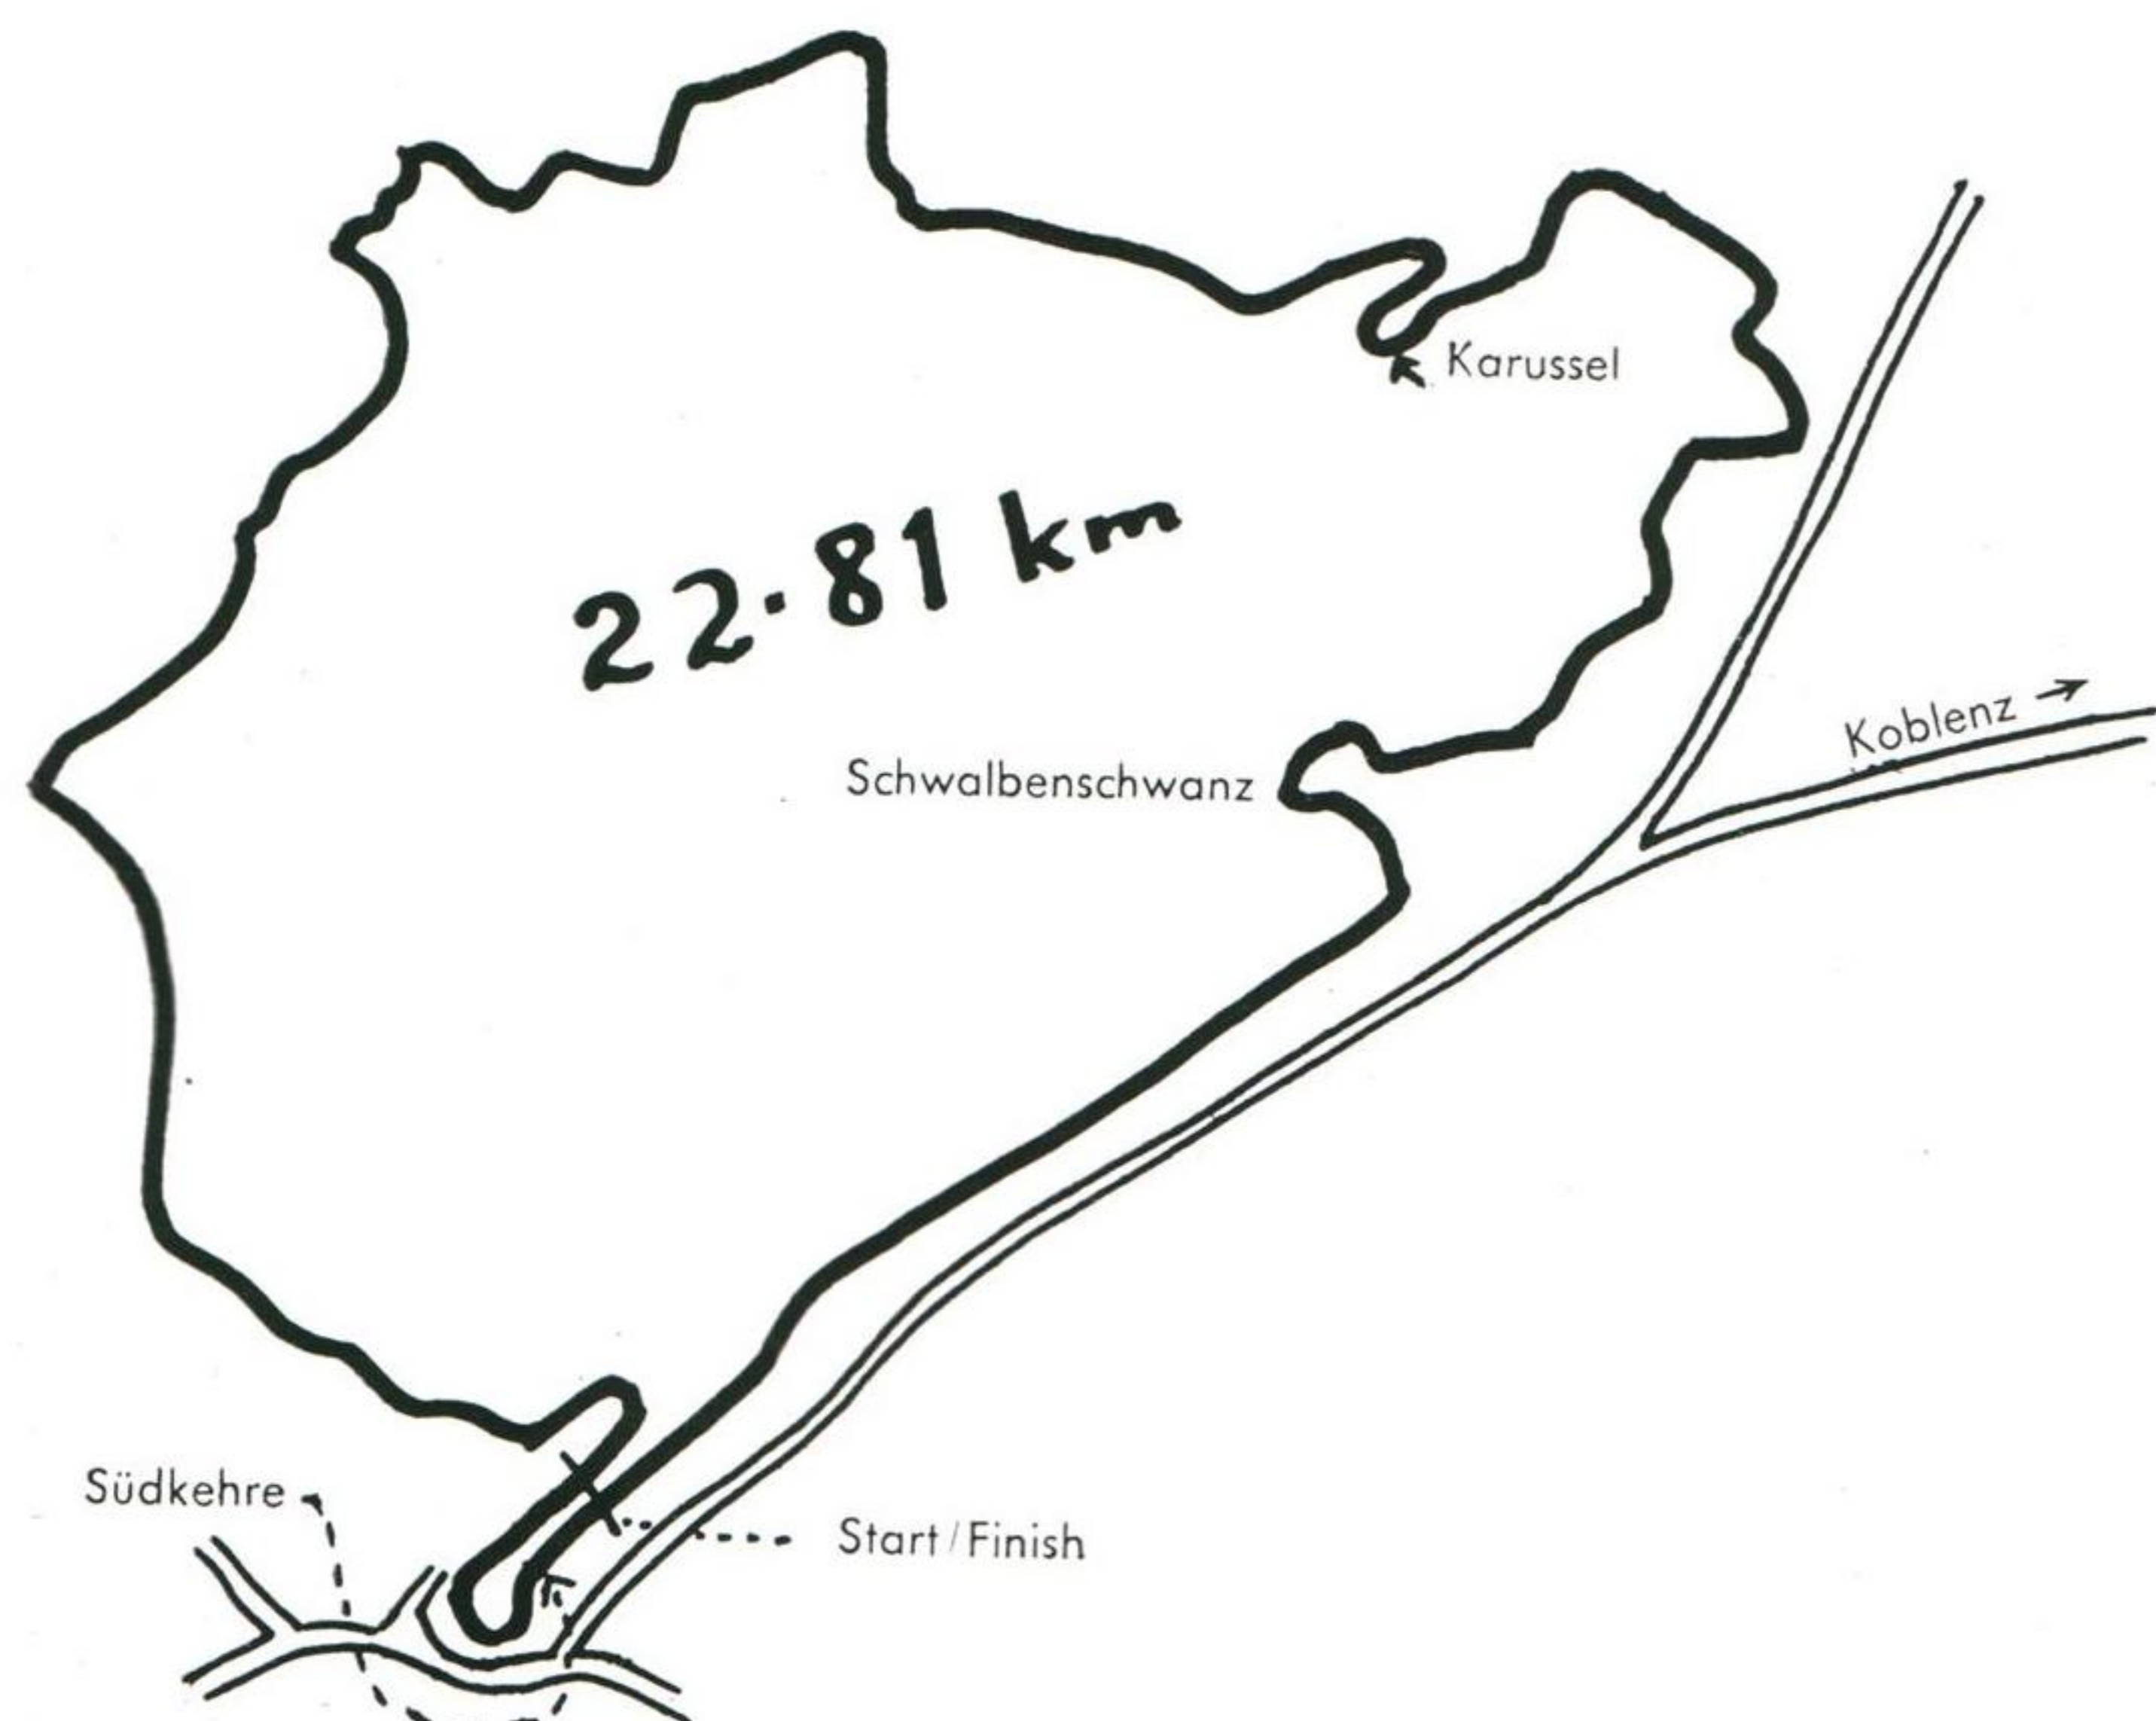 Karussel
22.81 km
Koblenz
Schwalbenschwanz
Südkehre
Start/Finish